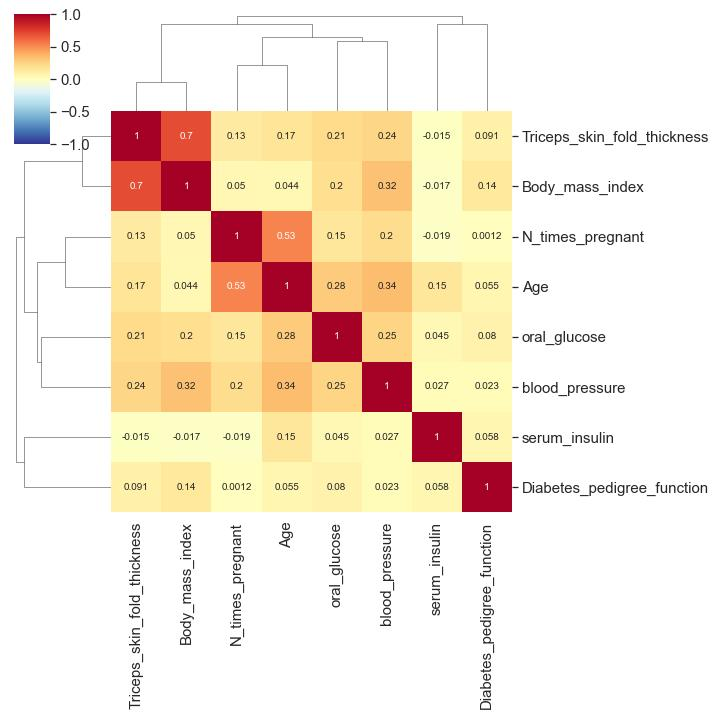 1.0
0.5
0.0
−0.5
−1.0
1 0.7 0.13 0.17 0.21 0.24 -0.015 0.091 Triceps_skin_fold_thickness
0.7 1 0.05 0.044 0.2 0.32 -0.017 0.14 Body_mass_index
0.13 0.05 1 0.53 0.15 0.2 -0.019 0.0012 N_times_pregnant
0.17 0.044 0.53 1 0.28 0.34 0.15 0.055 Age
0.21 0.2 0.15 0.28 1 0.25 0.045 0.08 oral_glucose
0.24 0.32 0.2 0.34 0.25 1 0.027 0.023 blood_pressure
-0.015 -0.017 -0.019 0.15 0.045 0.027 1 0.058 serum_insulin
0.091 0.14 0.0012 0.055 0.08 0.023 0.058 1 Diabetes_pedigree_function
Triceps_skin_fold_thickness
Body_mass_index
N_times_pregnant
Age
oral_glucose
blood_pressure
serum_insulin
Diabetes_pedigree_function